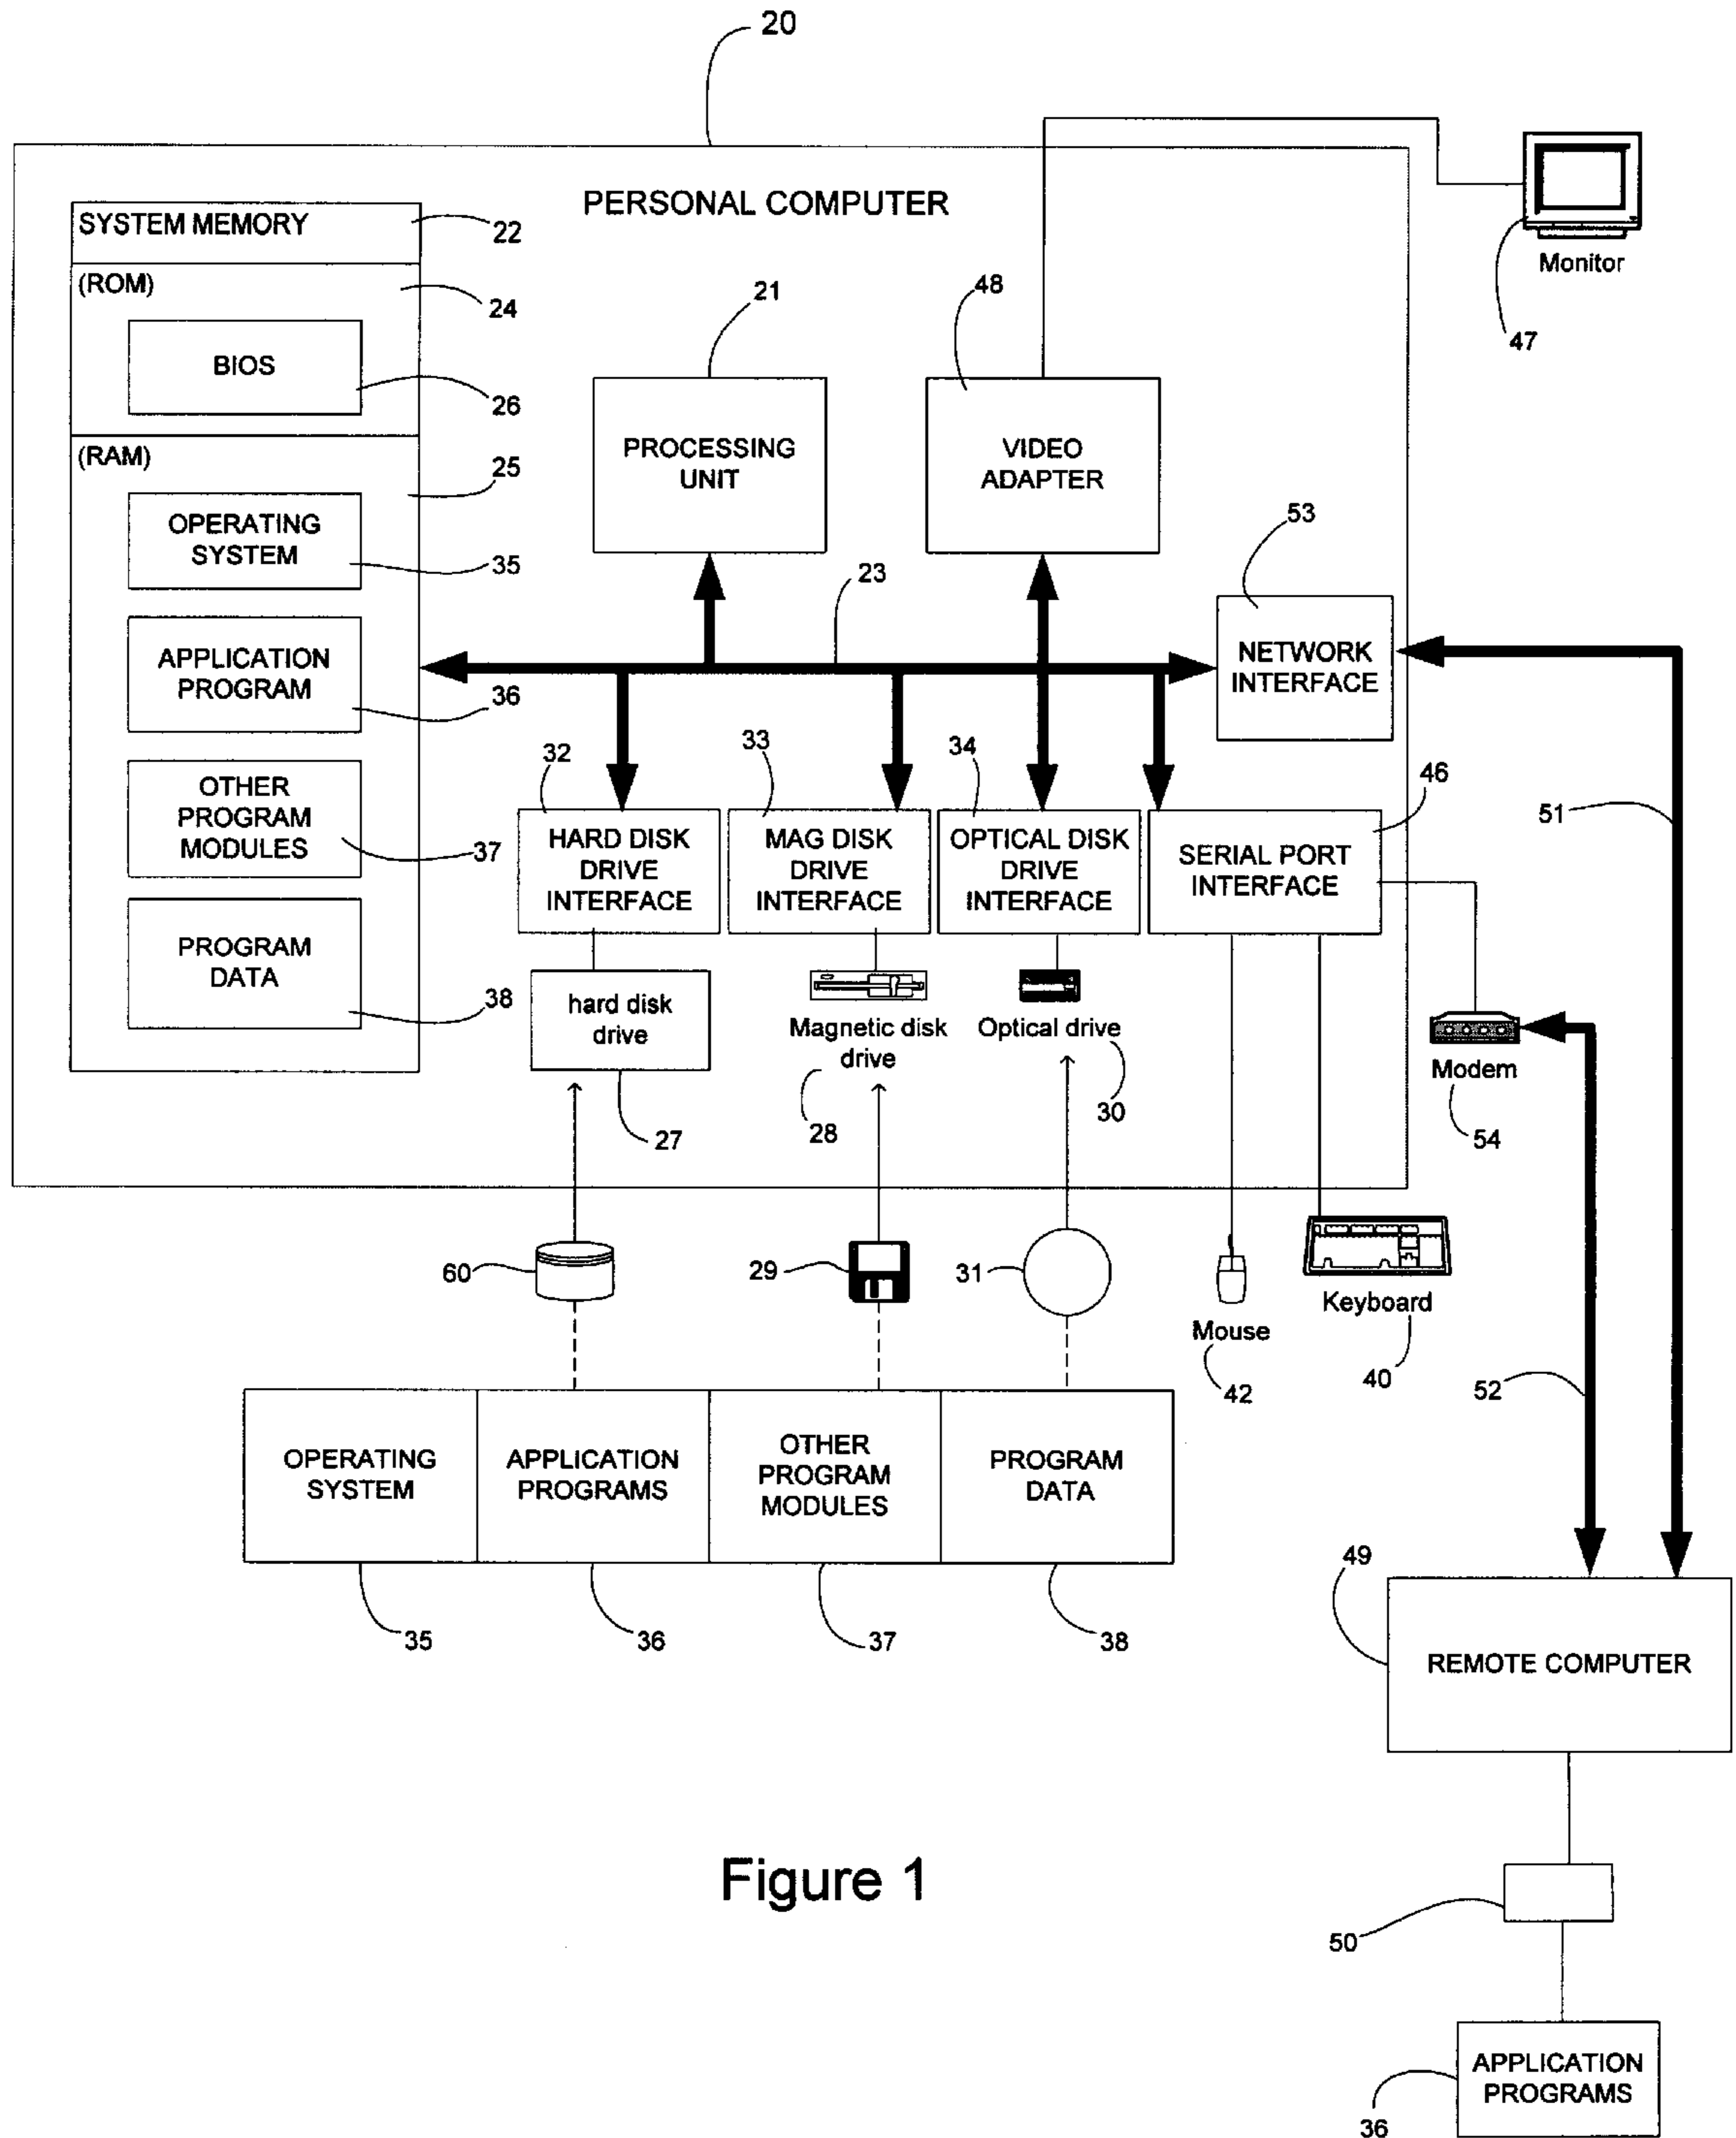 20
PERSONAL COMPUTER
SYSTEM MEMORY
22
(ROM)
24
BIOS
26
(RAM)
25
OPERATING
SYSTEM
35
APPLICATION
PROGRAM
36
OTHER
PROGRAM
MODULES
37
PROGRAM
DATA
38
21
PROCESSING
UNIT
48
VIDEO
ADAPTER
Monitor
47
23
53
NETWORK
INTERFACE
32
HARD DISK
DRIVE
INTERFACE
33
MAG DISK
DRIVE
INTERFACE
34
OPTICAL DISK
DRIVE
INTERFACE
46
SERIAL PORT
INTERFACE
51
hard disk
drive
27
Magnetic disk
drive
28
Optical drive
30
Modem
54
60
29
31
Mouse
42
Keyboard
40
52
OPERATING
SYSTEM
APPLICATION
PROGRAMS
OTHER
PROGRAM
MODULES
PROGRAM
DATA
35
36
37
38
49
REMOTE COMPUTER
Figure 1
50
APPLICATION
PROGRAMS
36